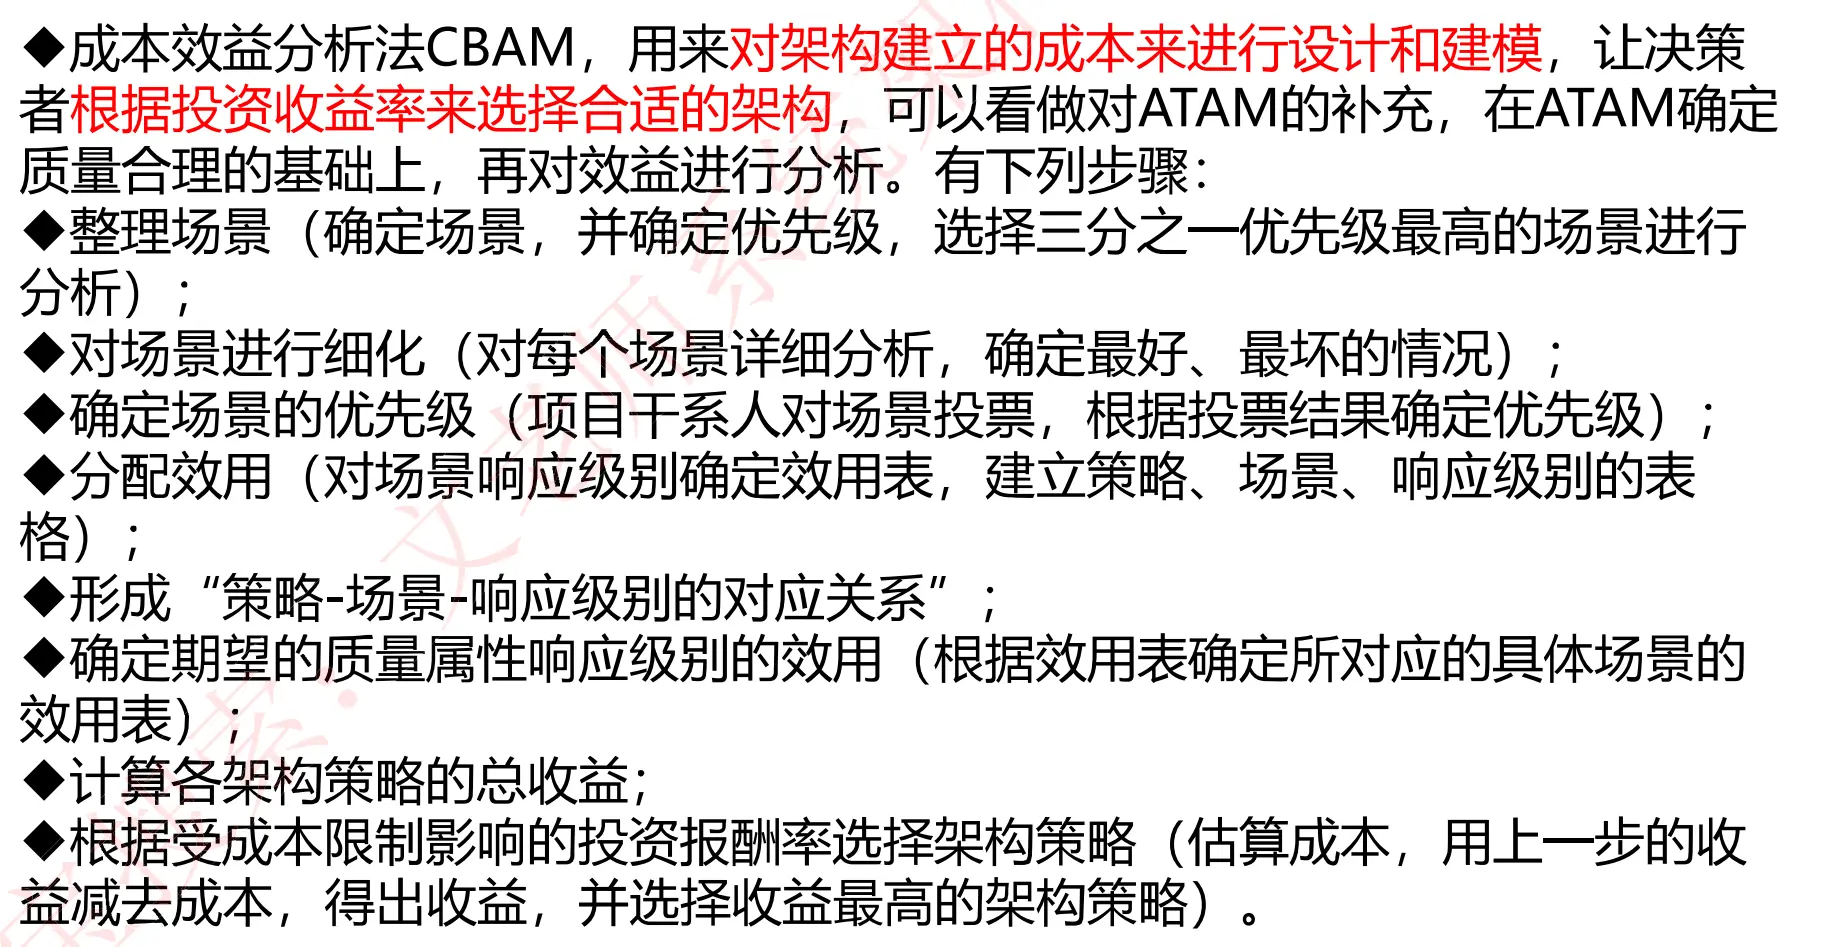 ◆成本效益分析法CBAM，用来对架构建立的成本来进行设计和建模，让决策
者根据投资收益率来选择合适的架构，可以看做对ATAM的补充，在ATAM确定
质量合理的基础上，再对效益进行分析。有下列步骤：
◆整理场景（确定场景，并确定优先级，选择三分之一优先级最高的场景进行
分析）；
◆对场景进行细化（对每个场景详细分析，确定最好、最坏的情况）；
◆确定场景的优先级（项目干系人对场景投票，根据投票结果确定优先级）；
◆分配效用（对场景响应级别确定效用表，建立策略、场景、响应级别的表
格）；
◆形成“策略-场景-响应级别的对应关系”；
◆确定期望的质量属性响应级别的效用（根据效用表确定所对应的具体场景的
效用表）；
◆计算各架构策略的总收益；
◆根据受成本限制影响的投资报酬率选择架构策略（估算成本，用上一步的收
益减去成本，得出收益，并选择收益最高的架构策略）。
搜索：文老师系统架